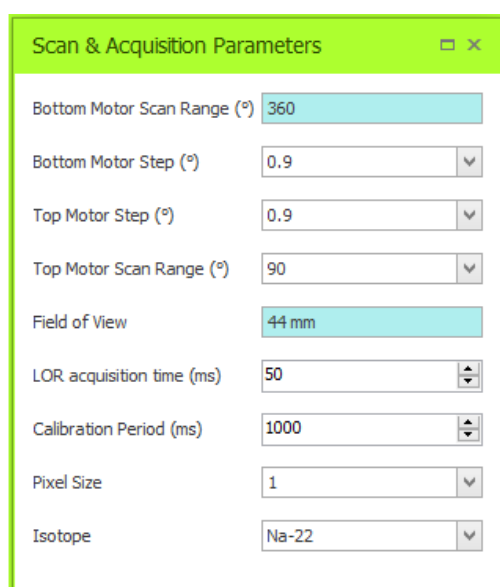 Scan & Acquisition Parameters
Bottom Motor Scan Range (°) 360
Bottom Motor Step (°) 0.9
Top Motor Step (°) 0.9
Top Motor Scan Range (°) 90
Field of View 44 mm
LOR acquisition time (ms) 50
Calibration Period (ms) 1000
Pixel Size 1
Isotope Na-22